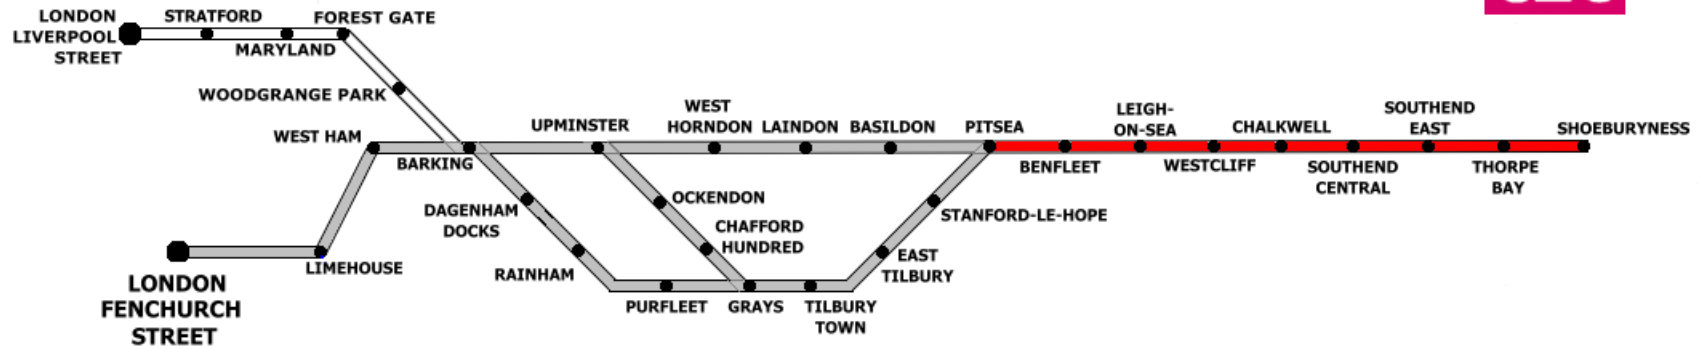 LONDON
LIVERPOOL
STREET
STRATFORD
MARYLAND
FOREST GATE
WOODGRANGE PARK
WEST HAM
BARKING
UPMINSTER
WEST
HORNDON
LAINDON
BASILDON
PITSEA
BENFLEET
LEIGH-
ON-SEA
WESTCLIFF
CHALKWELL
SOUTHEND
CENTRAL
SOUTHEND
EAST
THORPE
BAY
SHOEBURYNESS
DAGENHAM
DOCKS
RAINHAM
PURFLEET
GRAYS
TILBURY
TOWN
OCKENDON
CHAFFORD
HUNDRED
EAST
TILBURY
STANFORD-LE-HOPE
LIMEHOUSE
LONDON
FENCHURCH
STREET